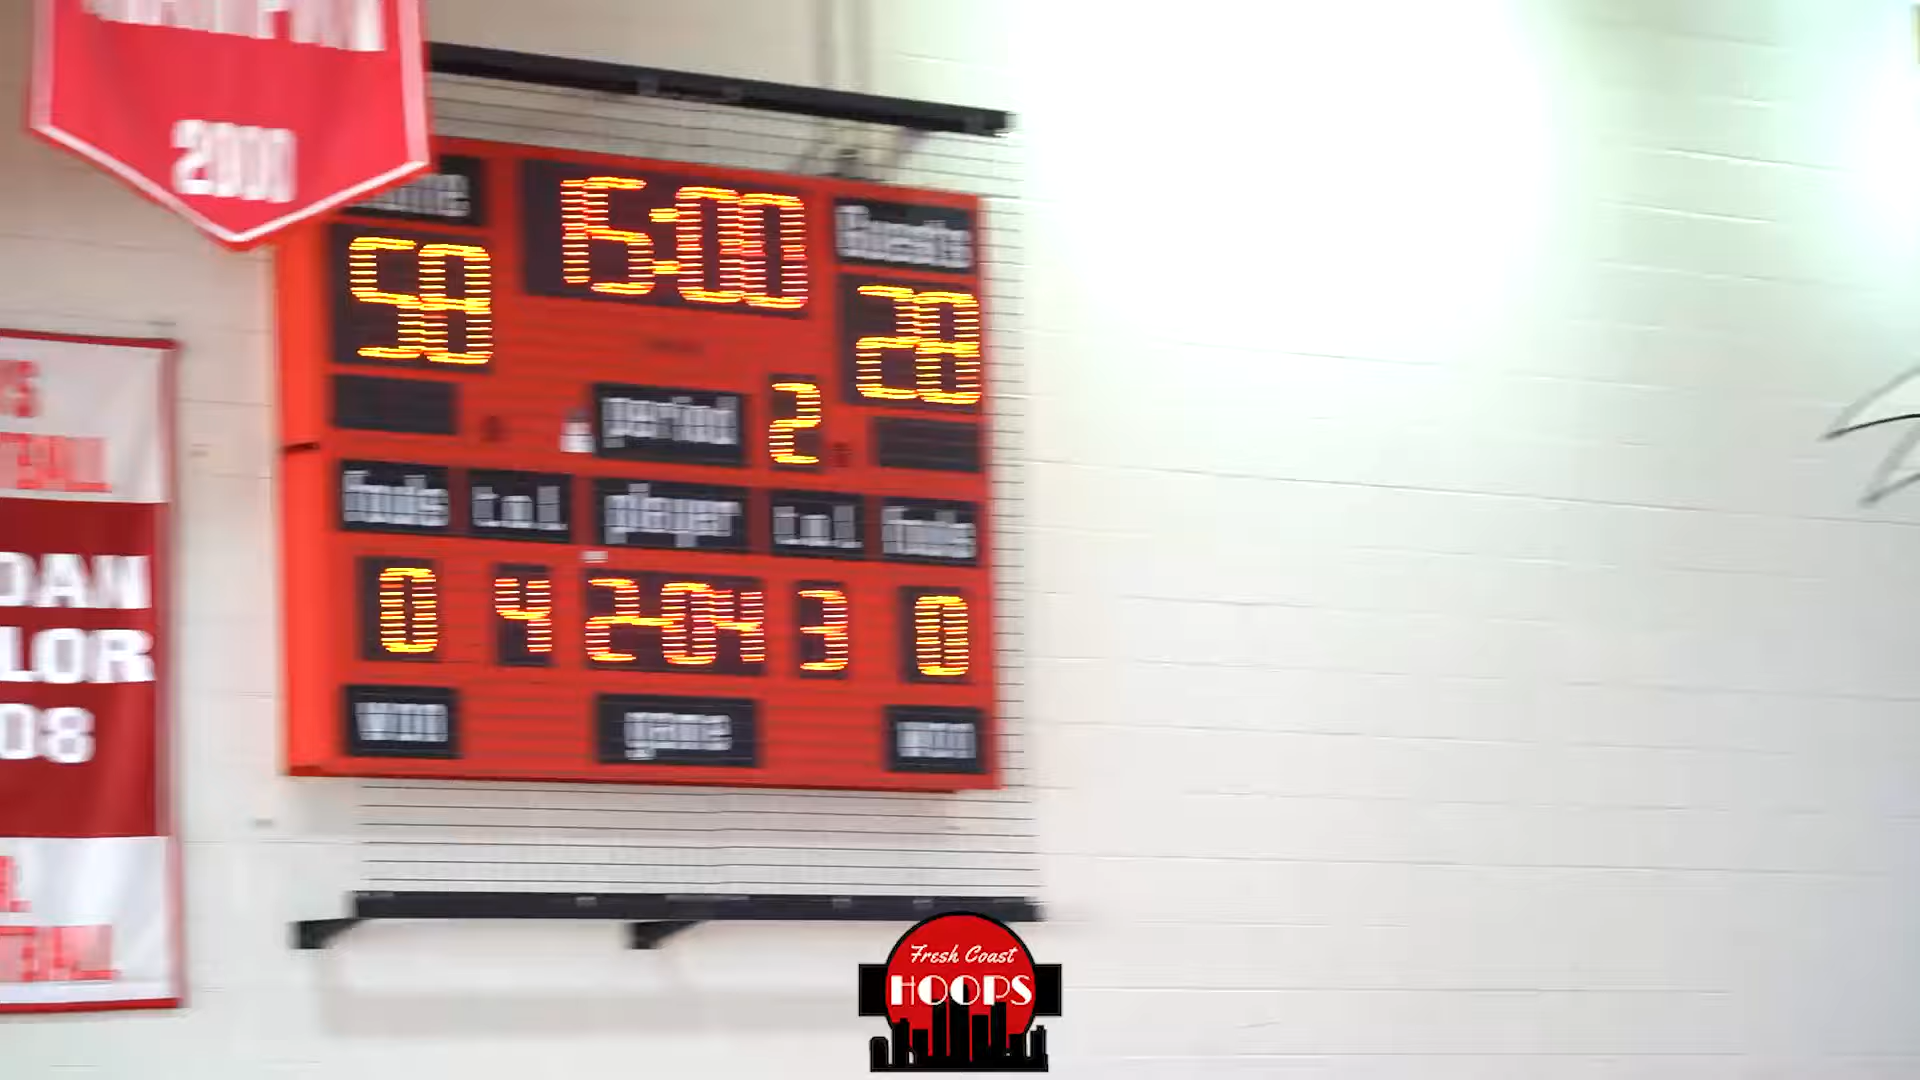 2000
58
15:00
Guests
28
period 2
fouls t.o.l player t.o.l fouls
0 4 2-04 3 0
won game won
DAN
LOR
08
Fresh Coast
HOOPS